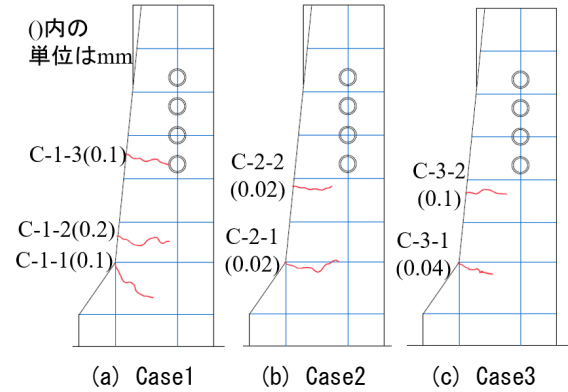 ()内の
単位はmm
C-1-3(0.1)
C-1-2(0.2)
C-1-1(0.1)
(a) Case1
C-2-2
(0.02)
C-2-1
(0.02)
(b) Case2
C-3-2
(0.1)
C-3-1
(0.04)
(c) Case3